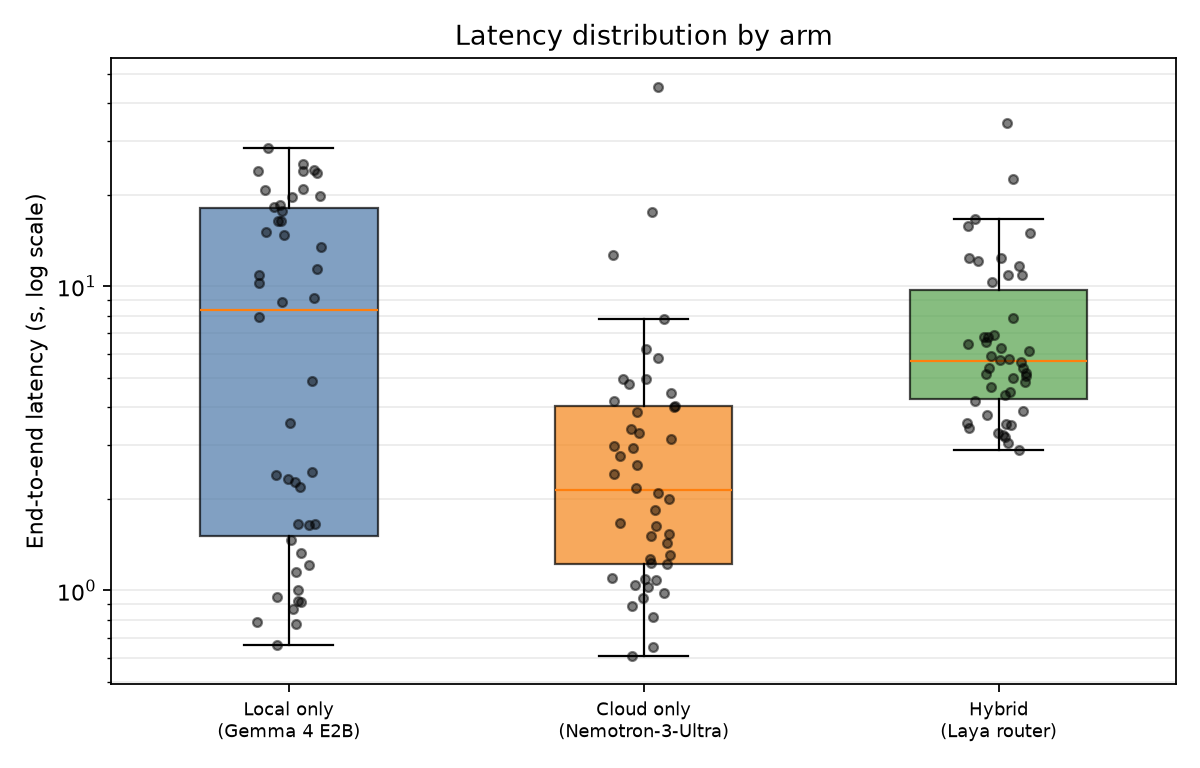 Latency distribution by arm
End-to-end latency (s, log scale)
10¹
10⁰
Local only
(Gemma 4 E2B)
Cloud only
(Nemotron-3-Ultra)
Hybrid
(Laya router)